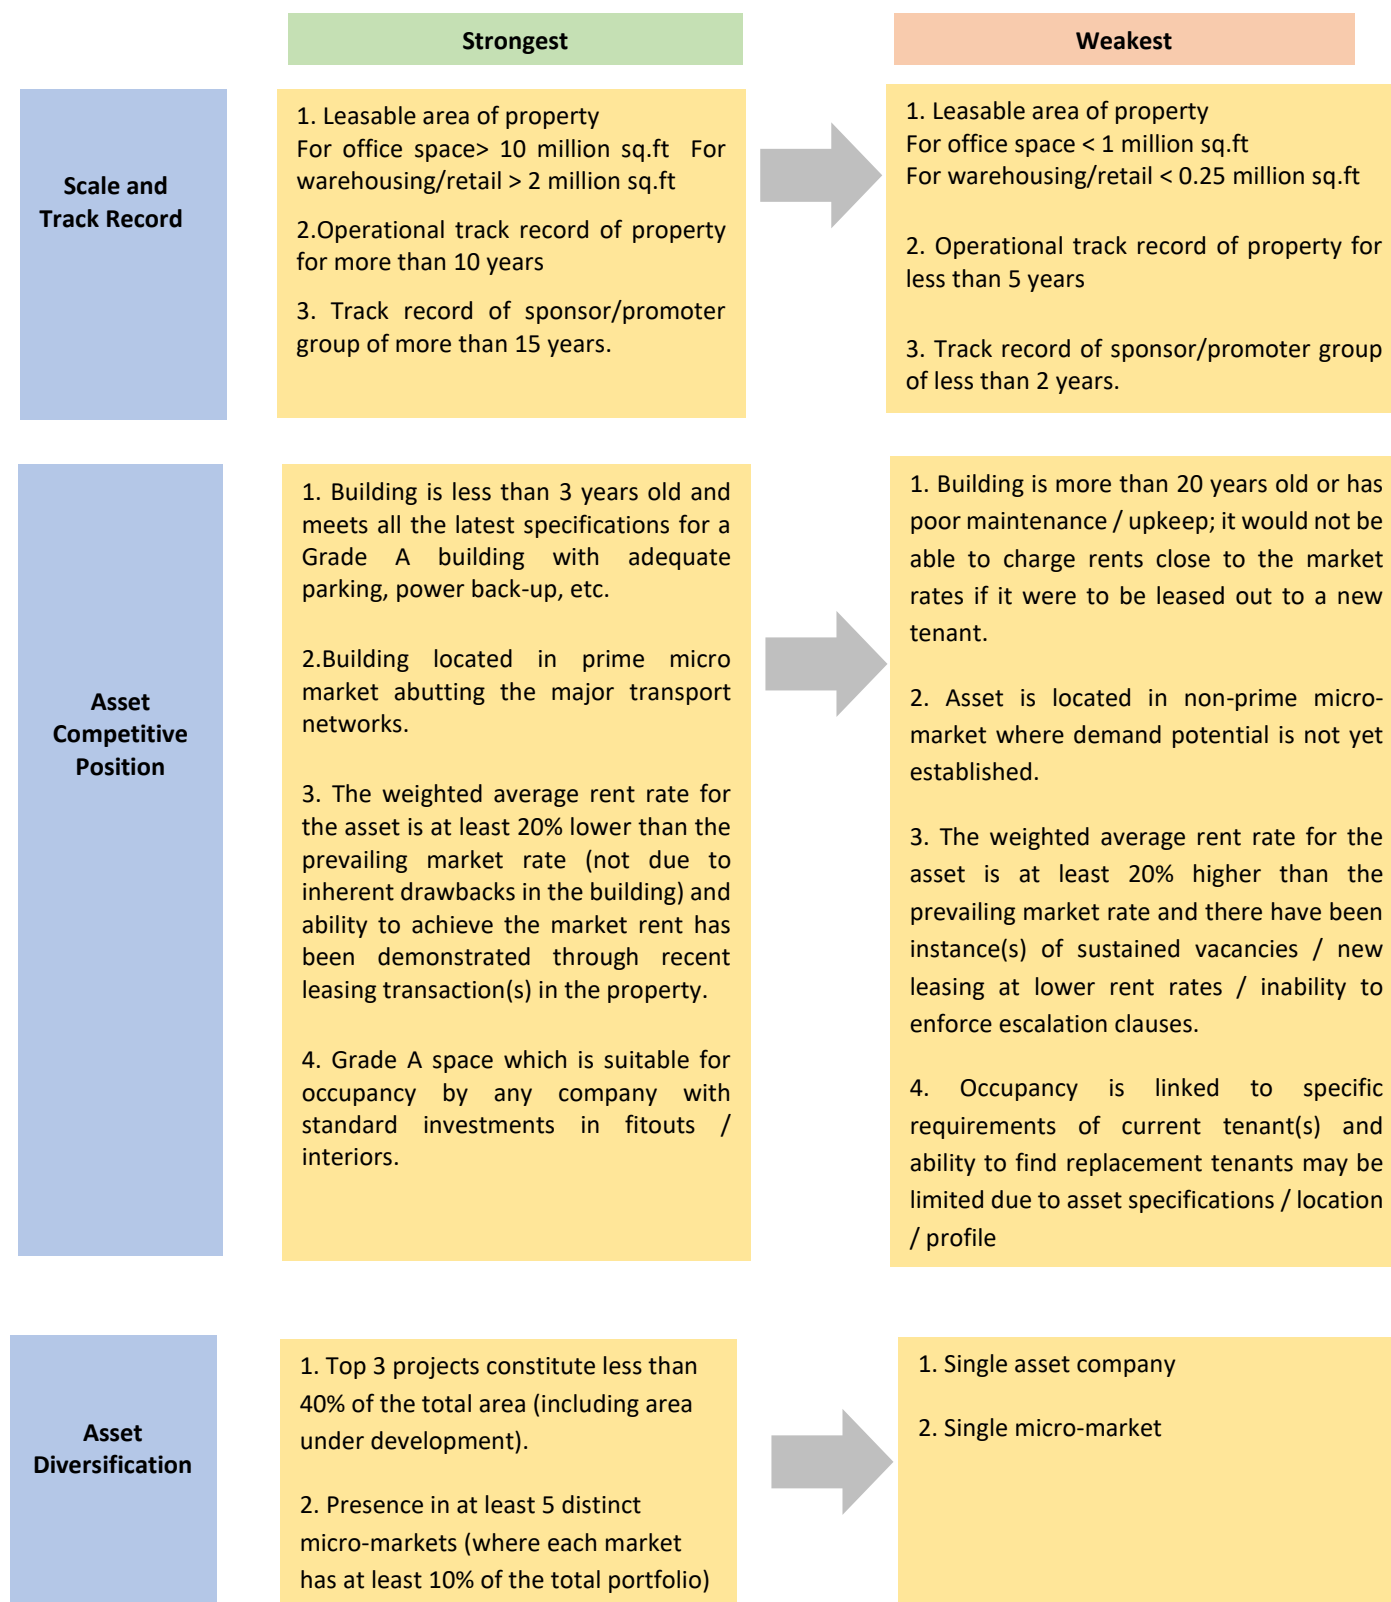 Strongest
Weakest
Scale and
Track Record
1. Leasable area of property
For office space> 10 million sq.ft For
warehousing/retail > 2 million sq.ft
2.Operational track record of property
for more than 10 years
3. Track record of sponsor/promoter
group of more than 15 years.
1. Leasable area of property
For office space < 1 million sq.ft
For warehousing/retail < 0.25 million sq.ft
2. Operational track record of property for
less than 5 years
3. Track record of sponsor/promoter group
of less than 2 years.
Asset
Competitive
Position
1. Building is less than 3 years old and
meets all the latest specifications for a
Grade A building with adequate
parking, power back-up, etc.
2.Building located in prime micro
market abutting the major transport
networks.
3. The weighted average rent rate for
the asset is at least 20% lower than the
prevailing market rate (not due to
inherent drawbacks in the building) and
ability to achieve the market rent has
been demonstrated through recent
leasing transaction(s) in the property.
4. Grade A space which is suitable for
occupancy by any company with
standard investments in fitouts /
interiors.
1. Building is more than 20 years old or has
poor maintenance / upkeep; it would not be
able to charge rents close to the market
rates if it were to be leased out to a new
tenant.
2. Asset is located in non-prime micro-
market where demand potential is not yet
established.
3. The weighted average rent rate for the
asset is at least 20% higher than the
prevailing market rate and there have been
instance(s) of sustained vacancies / new
leasing at lower rent rates / inability to
enforce escalation clauses.
4. Occupancy is linked to specific
requirements of current tenant(s) and
ability to find replacement tenants may be
limited due to asset specifications / location
/ profile
Asset
Diversification
1. Top 3 projects constitute less than
40% of the total area (including area
under development).
2. Presence in at least 5 distinct
micro-markets (where each market
has at least 10% of the total portfolio)
1. Single asset company
2. Single micro-market